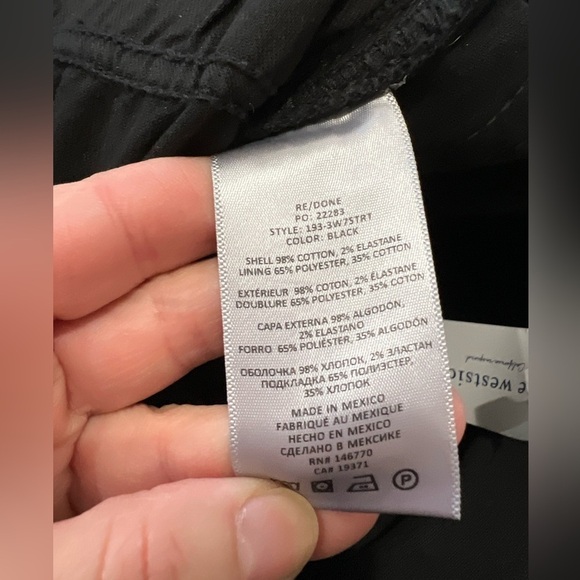 RE/DONE
PO: 22283
STYLE: 193-3W7STRT
COLOR: BLACK
SHELL 98% COTTON, 2% ELASTANE
LINING 65% POLYESTER, 35% COTTON
EXTÉRIEUR 98% COTON, 2% ÉLASTANE
DOUBLURE 65% POLYESTER, 35% COTON
CAPA EXTERNA 98% ALGODÓN,
2% ELASTANO
FORRO 65% POLIÉSTER, 35% ALGODÓN
ОБОЛОЧКА 98% ХЛОПОК, 2% ЭЛАСТАН
ПОДКЛАДКА 65% ПОЛИЭСТЕР,
35% ХЛОПОК
MADE IN MEXICO
FABRIQUÉ AU MEXIQUE
HECHO EN MEXICO
СДЕЛАНО В МЕКСИКЕ
RN# 146770
CA# 19371
P
westside